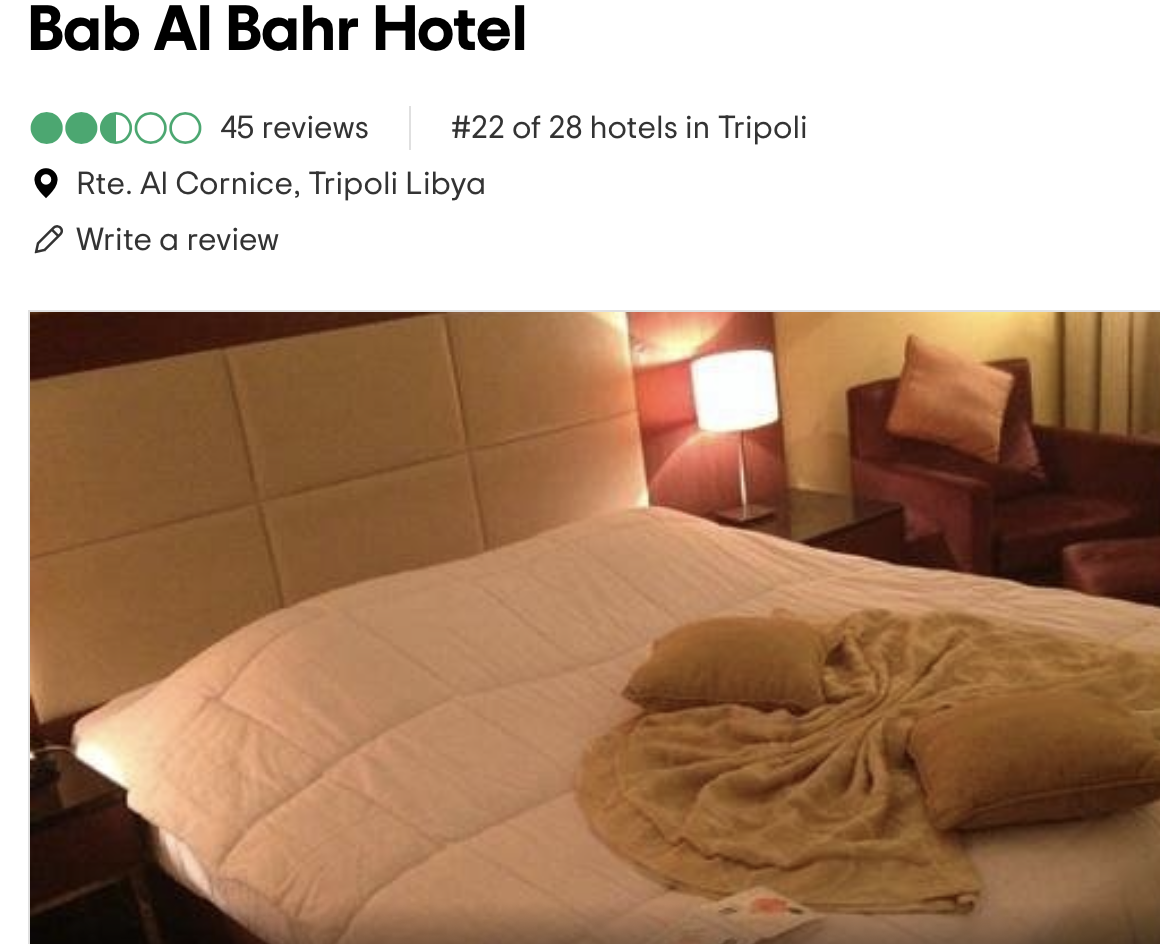 Bab Al Bahr Hotel
45 reviews #22 of 28 hotels in Tripoli
Rte. Al Cornice, Tripoli Libya
Write a review